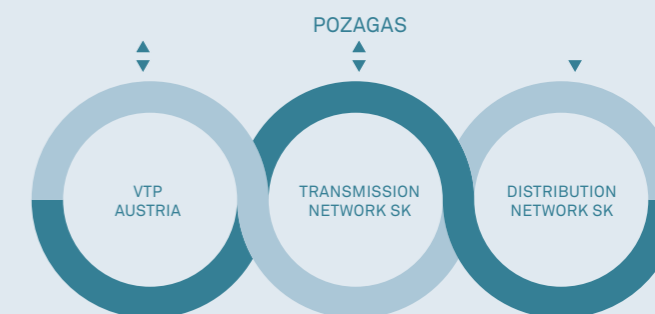 POZAGAS
VTP
AUSTRIA
TRANSMISSION
NETWORK SK
DISTRIBUTION
NETWORK SK